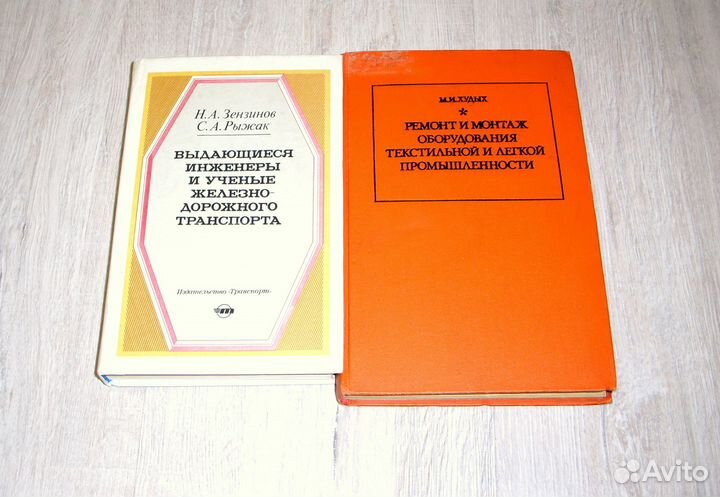 Н. А. Зензинов
С. А. Рыжак
ВЫДАЮЩИЕСЯ
ИНЖЕНЕРЫ
И УЧЕНЫЕ
ЖЕЛЕЗНО-
ДОРОЖНОГО
ТРАНСПОРТА
Издательство «Транспорт»
М. И. ХУДЫХ
*
РЕМОНТ И МОНТАЖ
ОБОРУДОВАНИЯ
ТЕКСТИЛЬНОЙ И ЛЕГКОЙ
ПРОМЫШЛЕННОСТИ
Avito